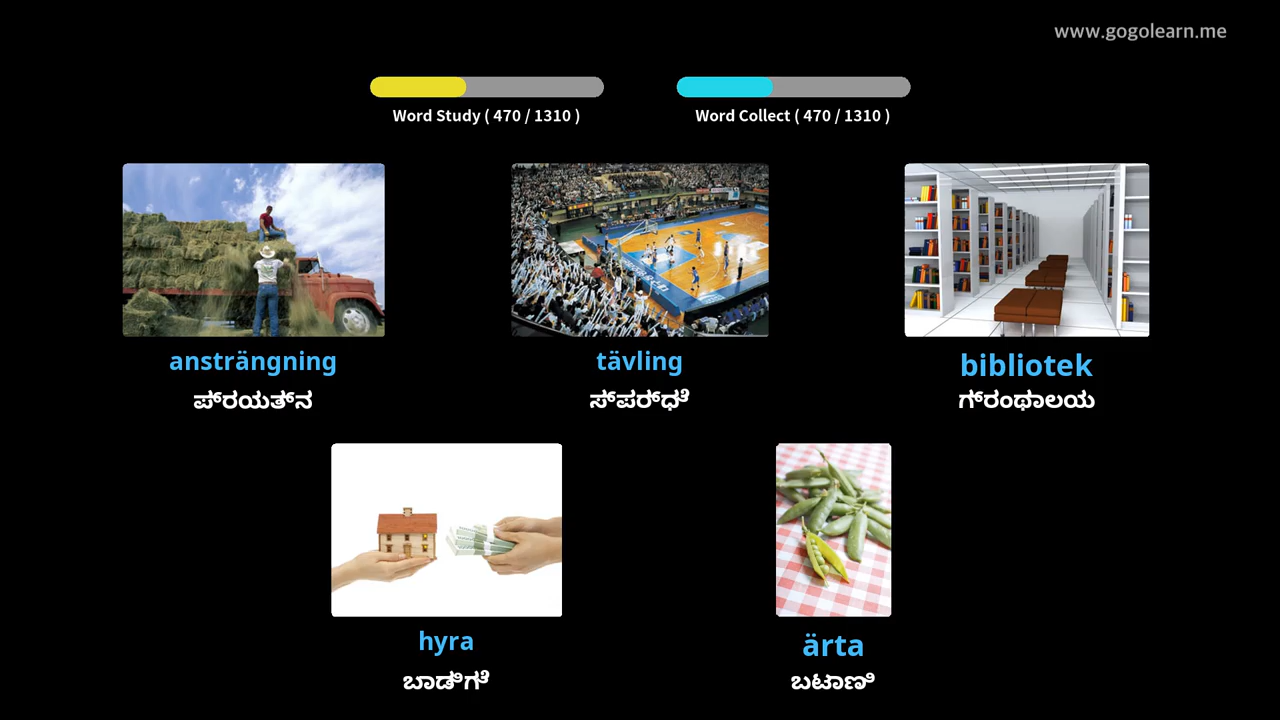 www.gogolearn.me
Word Study ( 470 / 1310 )
Word Collect ( 470 / 1310 )
ansträngning
tävling
bibliotek
ಪ್ರಯತ್ನ
ಸ್ಪರ್ಧೆ
ಗ್ರಂಥಾಲಯ
hyra
ärta
ಬಾಡಿಗೆ
ಬಟಾಣಿ